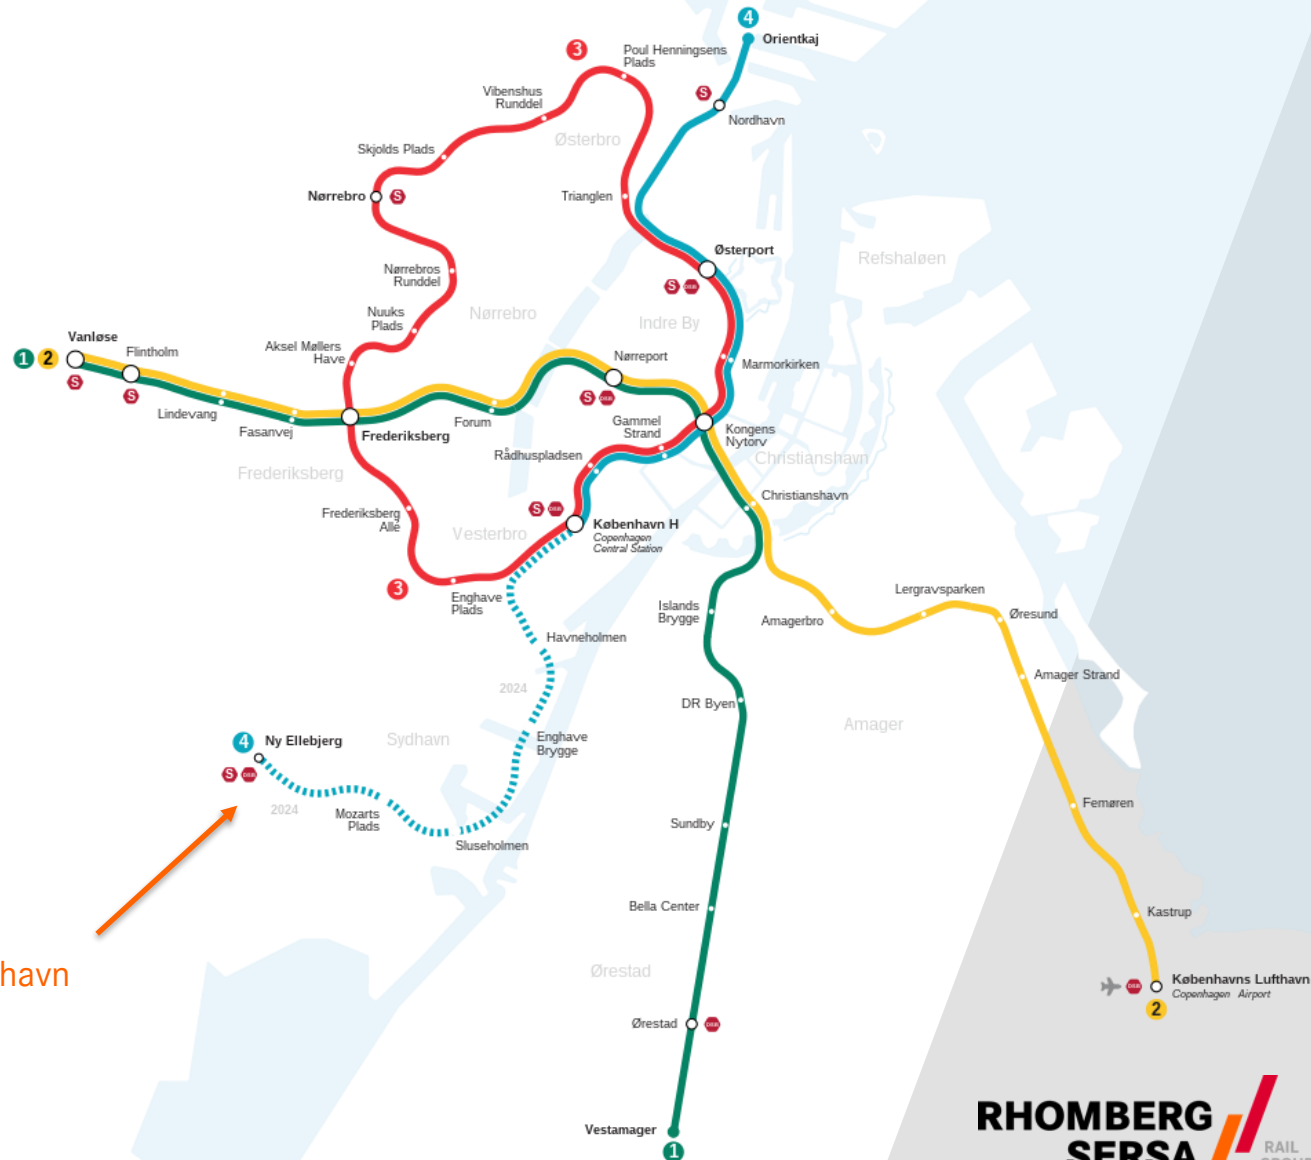 4
Orientkaj
3
Poul Henningsens
Plads
S
Nordhavn
Vibenshus
Runddel
Østerbro
Skjolds Plads
Nørrebro
S
Trianglen
Østerport
S
Refshaløen
Nørrebros
Runddel
Nørrebro
Indre By
Nuuks
Plads
Vanløse
1
2
Flintholm
S
S
Aksel Møllers
Have
Nørreport
S
Marmorkirken
Lindevang
Fasanvej
Frederiksberg
Forum
Gammel
Strand
Kongens
Nytorv
Rådhuspladsen
Christianshavn
Frederiksberg
Christianshavn
Frederiksberg
Allé
Vesterbro
S
København H
Copenhagen
Central Station
3
Enghave
Plads
Islands
Brygge
Amagerbro
Lergravsparken
Øresund
Havneholmen
Amager Strand
2024
DR Byen
Amager
4
Ny Ellebjerg
S
Sydhavn
Enghave
Brygge
2024
Mozarts
Plads
Sluseholmen
Sundby
Femøren
Bella Center
Kastrup
havn
Ørestad
Københavns Lufthavn
Copenhagen Airport
2
Ørestad
Vestamager
1
RHOMBERG
SERSA
RAIL